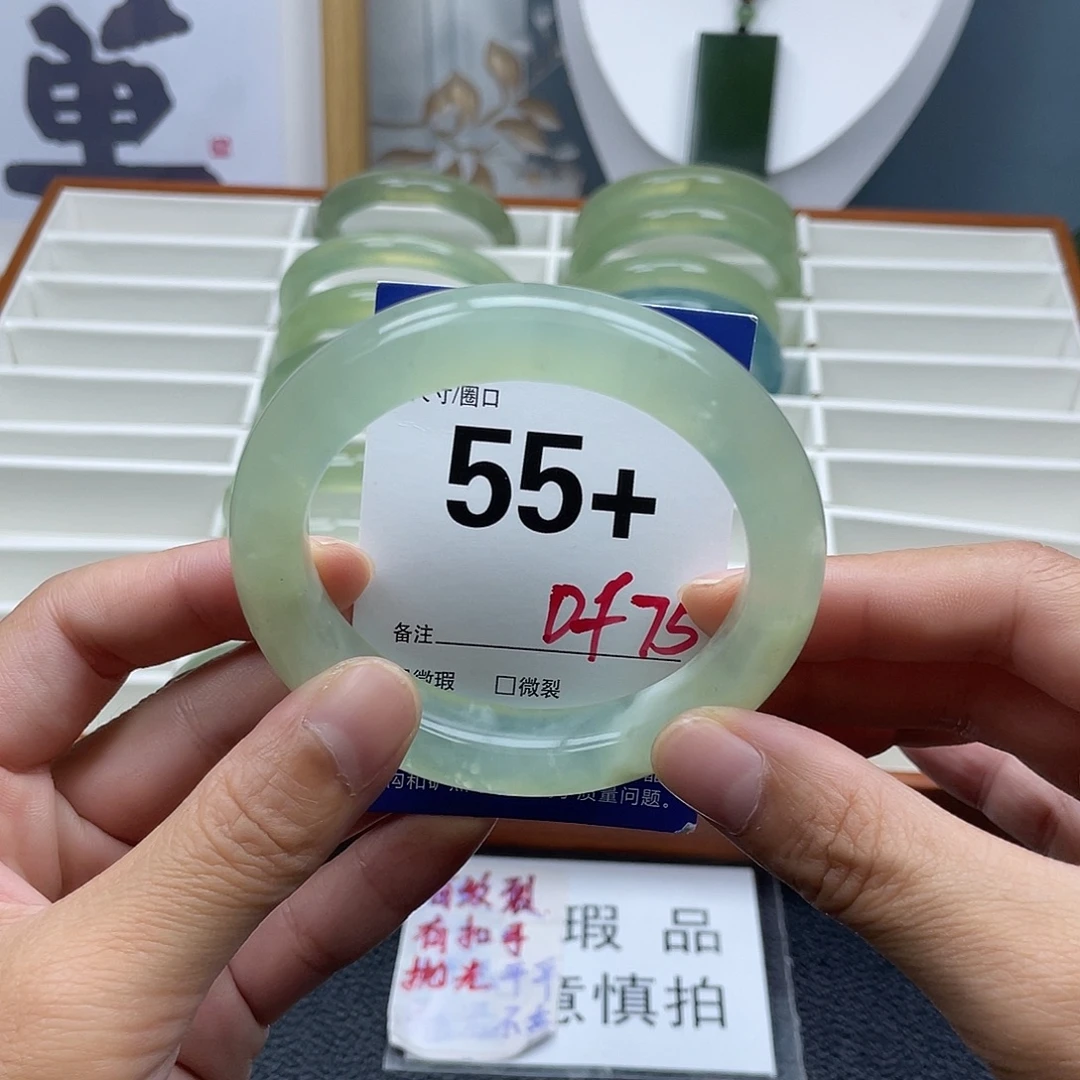 寸/圈口
55+
备注
Df75
微瑕 □微裂
质量问题。
纹裂
有扣手
抛光
瑕 品
意慎拍